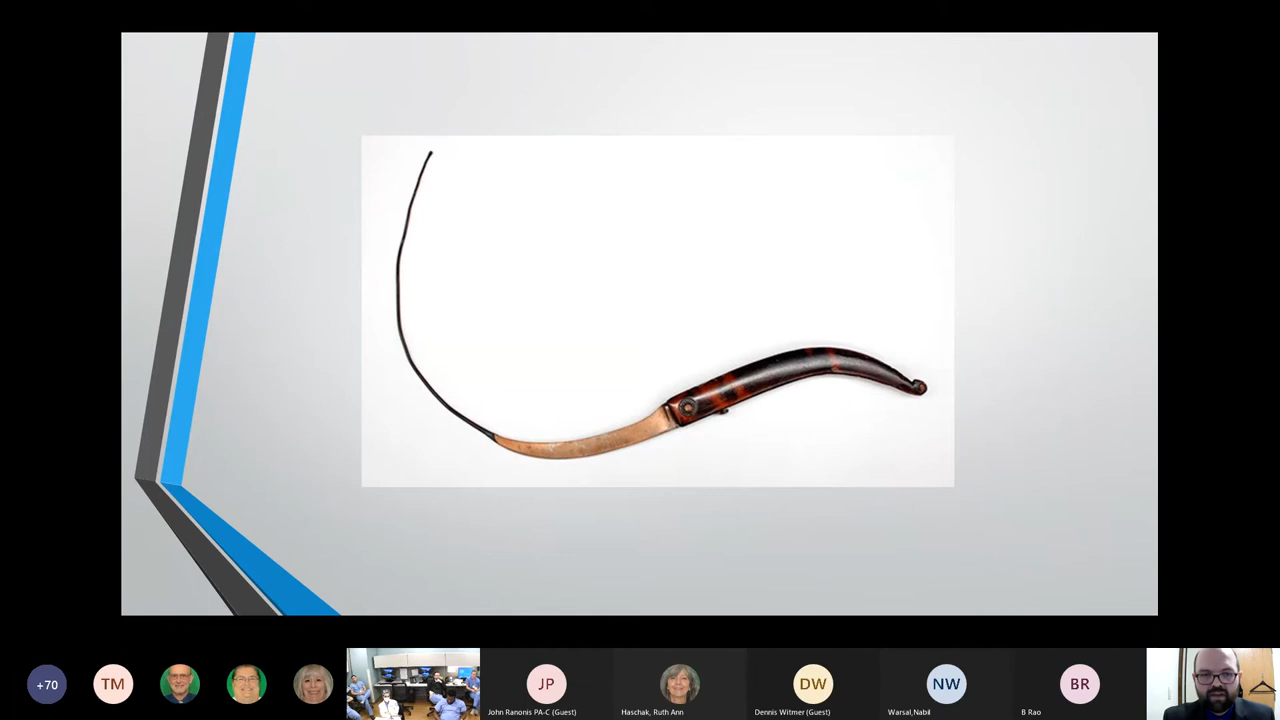 +70
TM
JP
John Ranonis PA-C (Guest)
Haschak, Ruth Ann
DW
Dennis Witmer (Guest)
NW
Warsal,Nabil
BR
B Rao